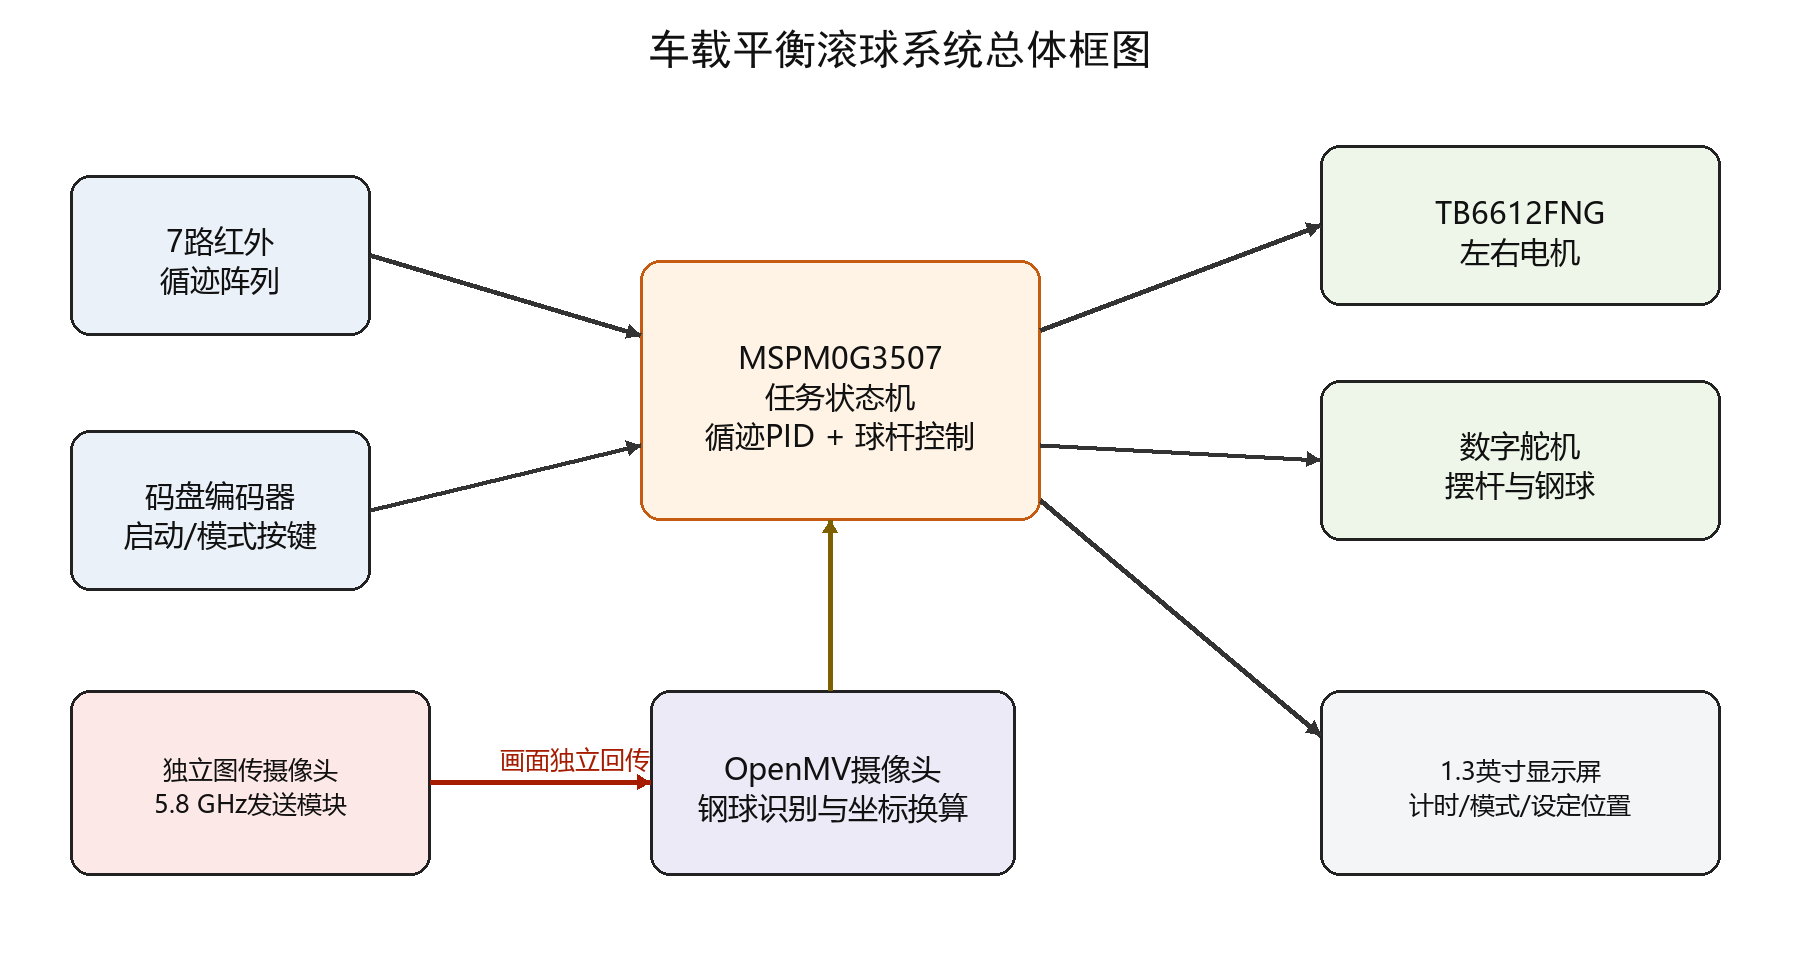 车载平衡滚球系统总体框图
7路红外
循迹阵列
码盘编码器
启动/模式按键
独立图传摄像头
5.8 GHz发送模块
画面独立回传
MSPM0G3507
任务状态机
循迹PID + 球杆控制
OpenMV摄像头
钢球识别与坐标换算
TB6612FNG
左右电机
数字舵机
摆杆与钢球
1.3英寸显示屏
计时/模式/设定位置